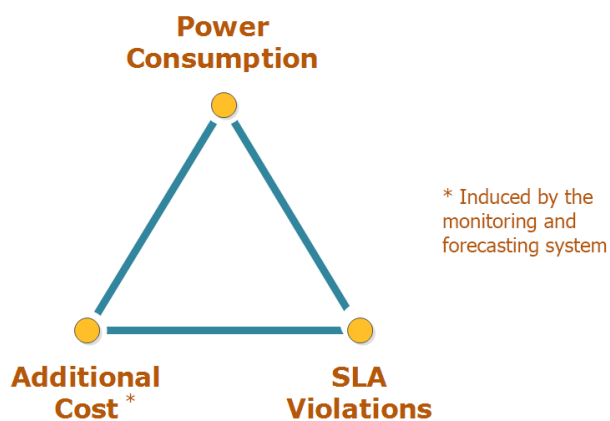 Power
Consumption
* Induced by the
monitoring and
forecasting system
Additional
Cost *
SLA
Violations